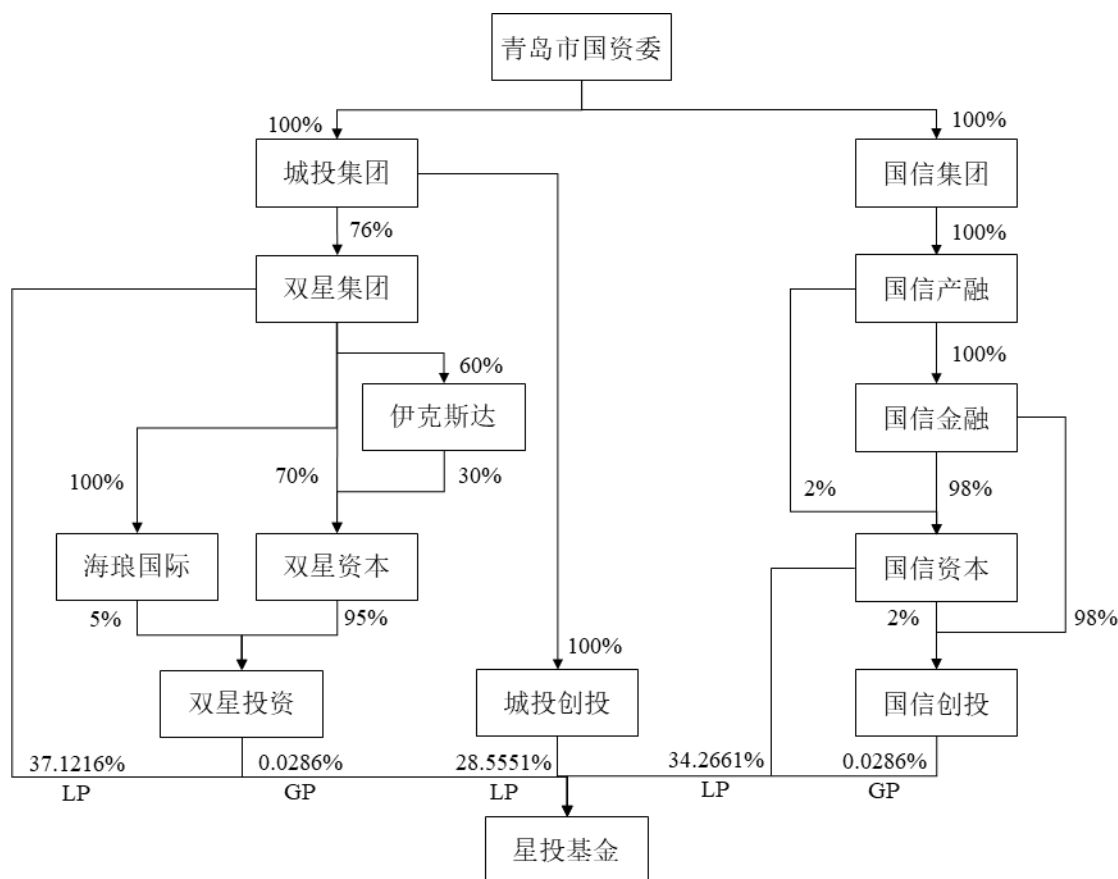 青岛市国资委
100%
100%
城投集团
国信集团
76%
100%
双星集团
国信产融
60%
100%
伊克斯达
国信金融
100%
70%
30%
2%
98%
海琅国际
双星资本
国信资本
5%
95%
2%
98%
100%
双星投资
城投创投
国信创投
37.1216%
0.0286%
28.5551%
34.2661%
0.0286%
LP
GP
LP
LP
GP
星投基金